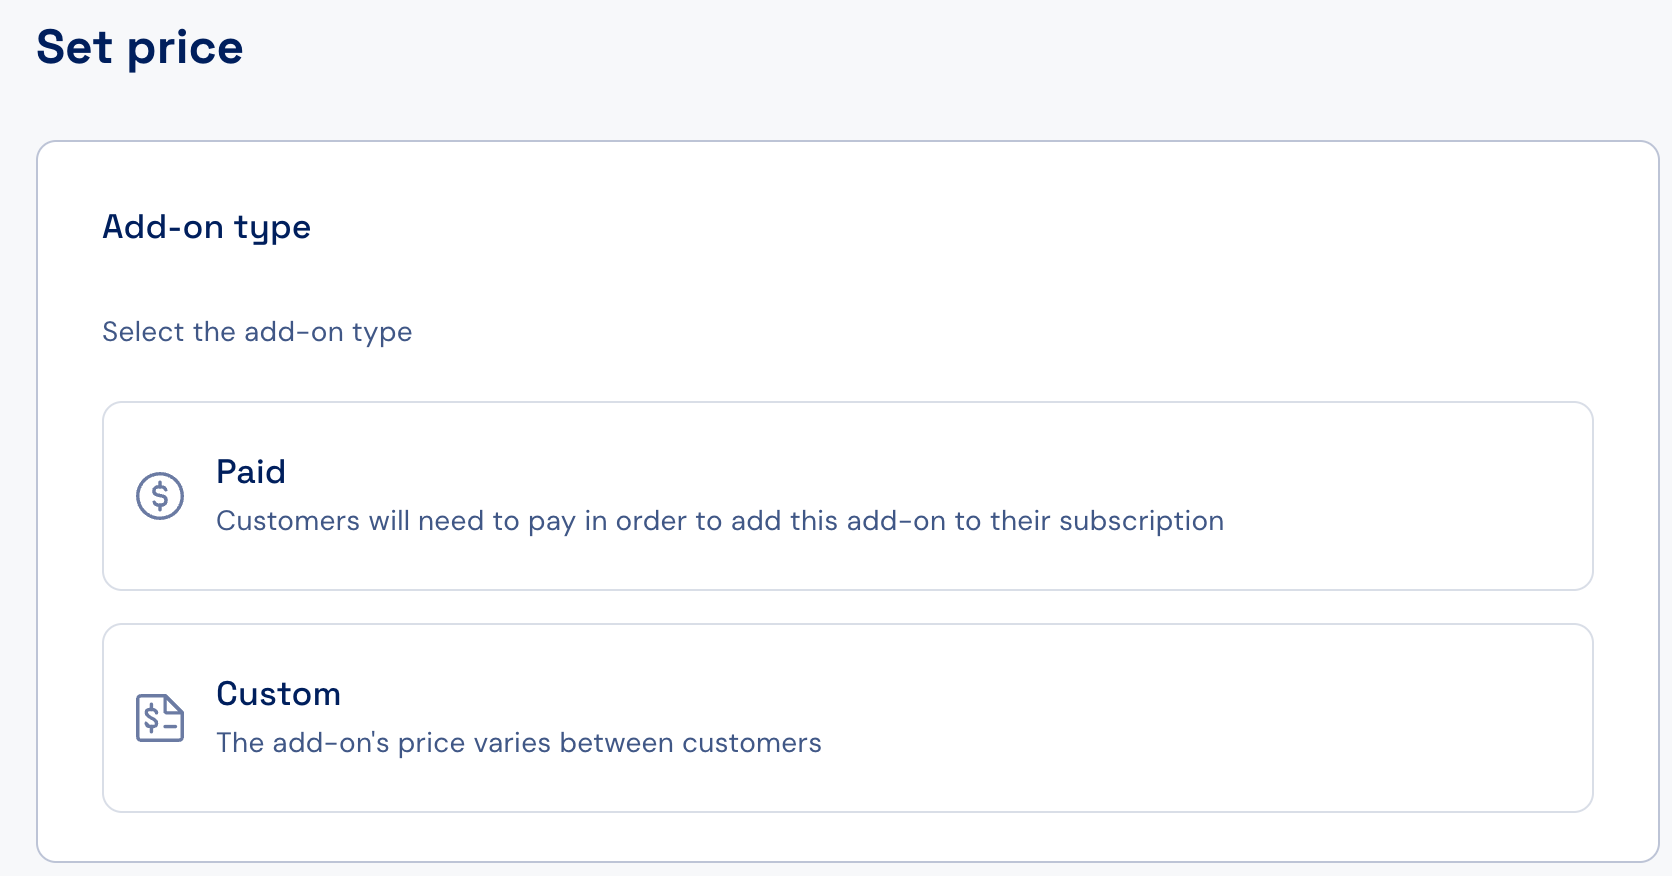 Set price
Add-on type
Select the add-on type
Paid
Customers will need to pay in order to add this add-on to their subscription
Custom
The add-on's price varies between customers